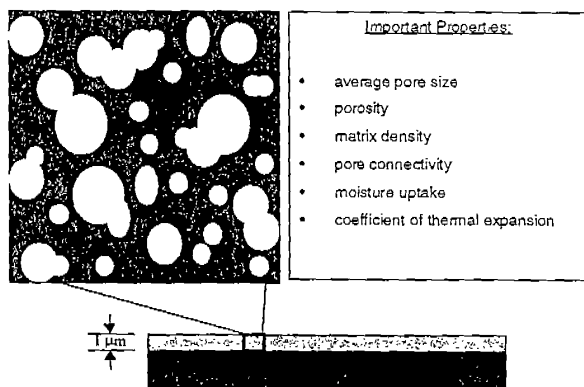 Important Properties:
• average pore size
• porosity
• matrix density
• pore connectivity
• moisture uptake
• coefficient of thermal expansion
1 μm